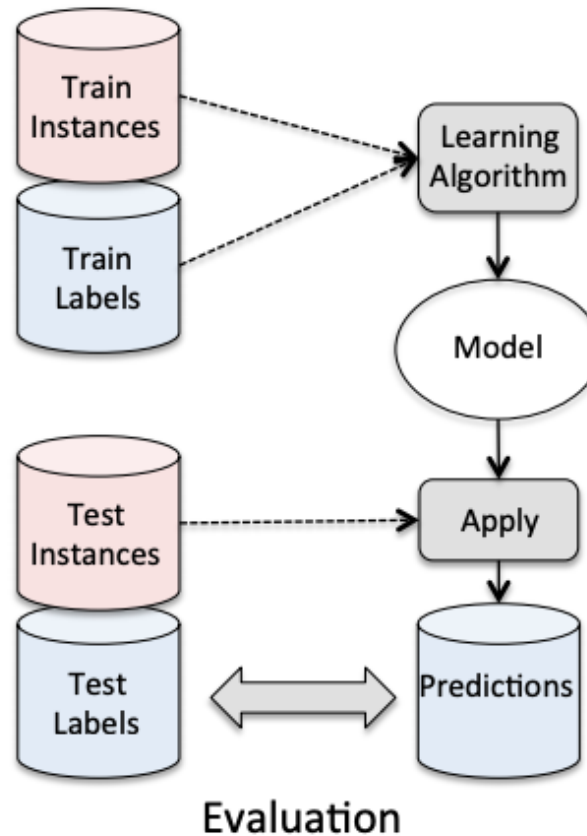 Train
Instances
Learning
Algorithm
Train
Labels
Model
Test
Instances
Apply
Test
Labels
Predictions
Evaluation